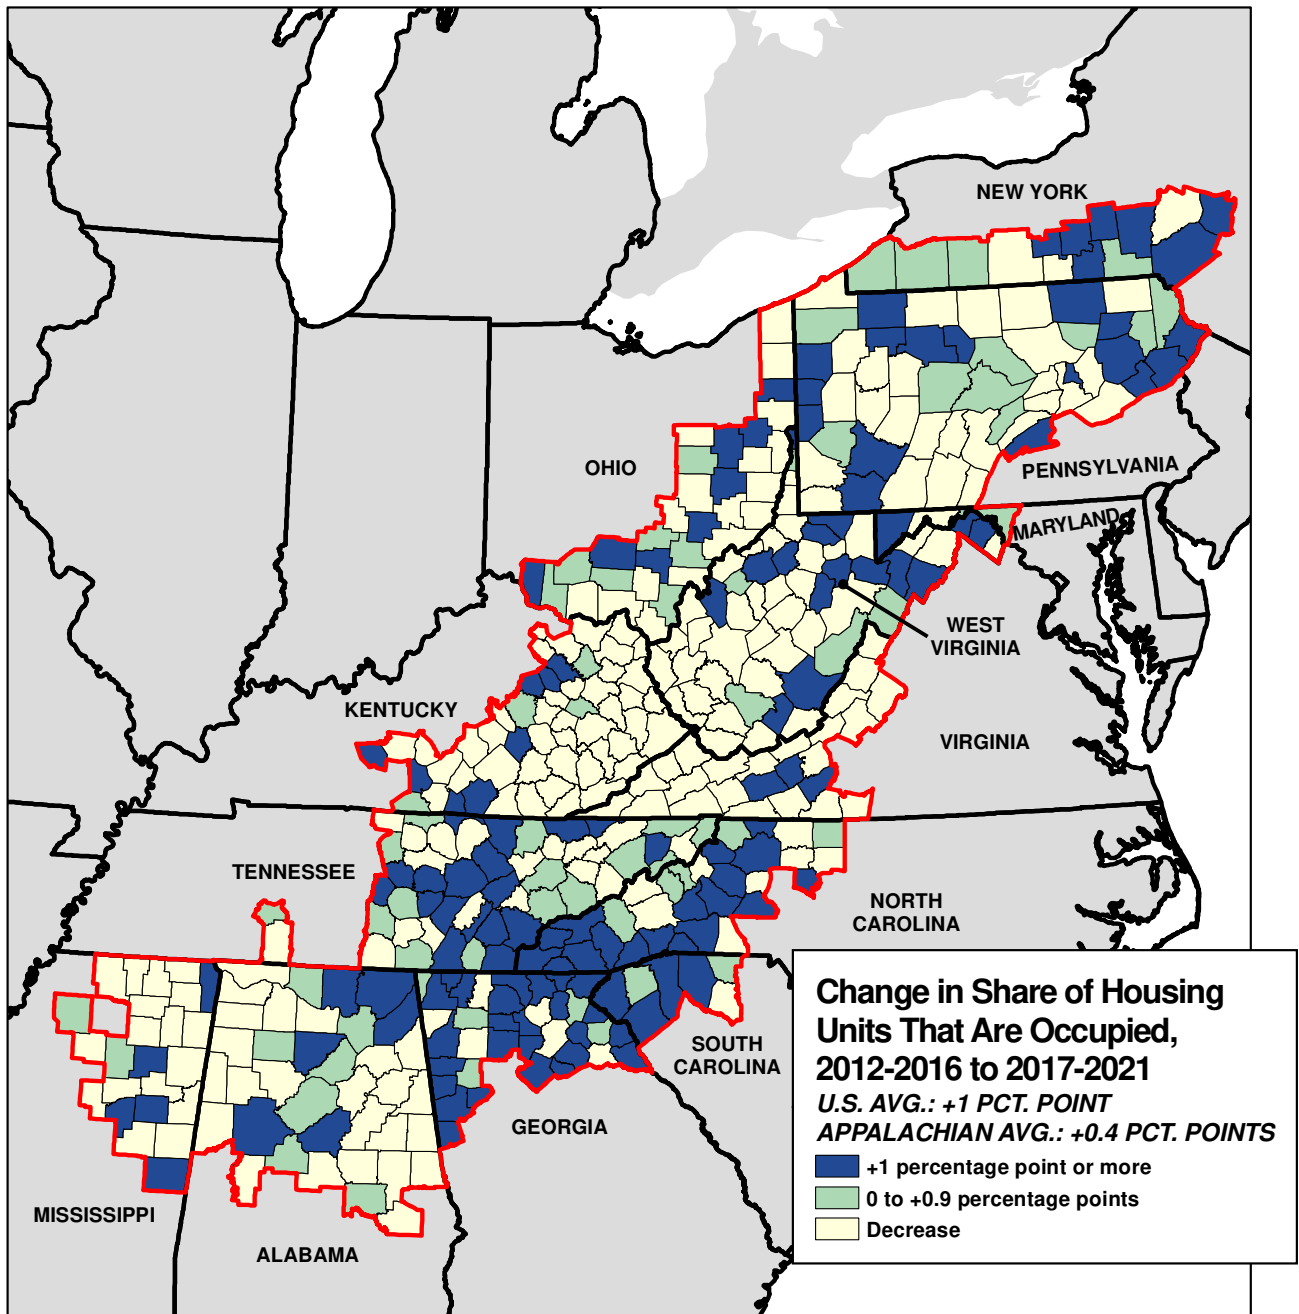 NEW YORK
OHIO
PENNSYLVANIA
MARYLAND
WEST
VIRGINIA
KENTUCKY
VIRGINIA
TENNESSEE
NORTH
CAROLINA
SOUTH
CAROLINA
GEORGIA
MISSISSIPPI
ALABAMA
Change in Share of Housing
Units That Are Occupied,
2012-2016 to 2017-2021
U.S. AVG.: +1 PCT. POINT
APPALACHIAN AVG.: +0.4 PCT. POINTS
+1 percentage point or more
0 to +0.9 percentage points
Decrease